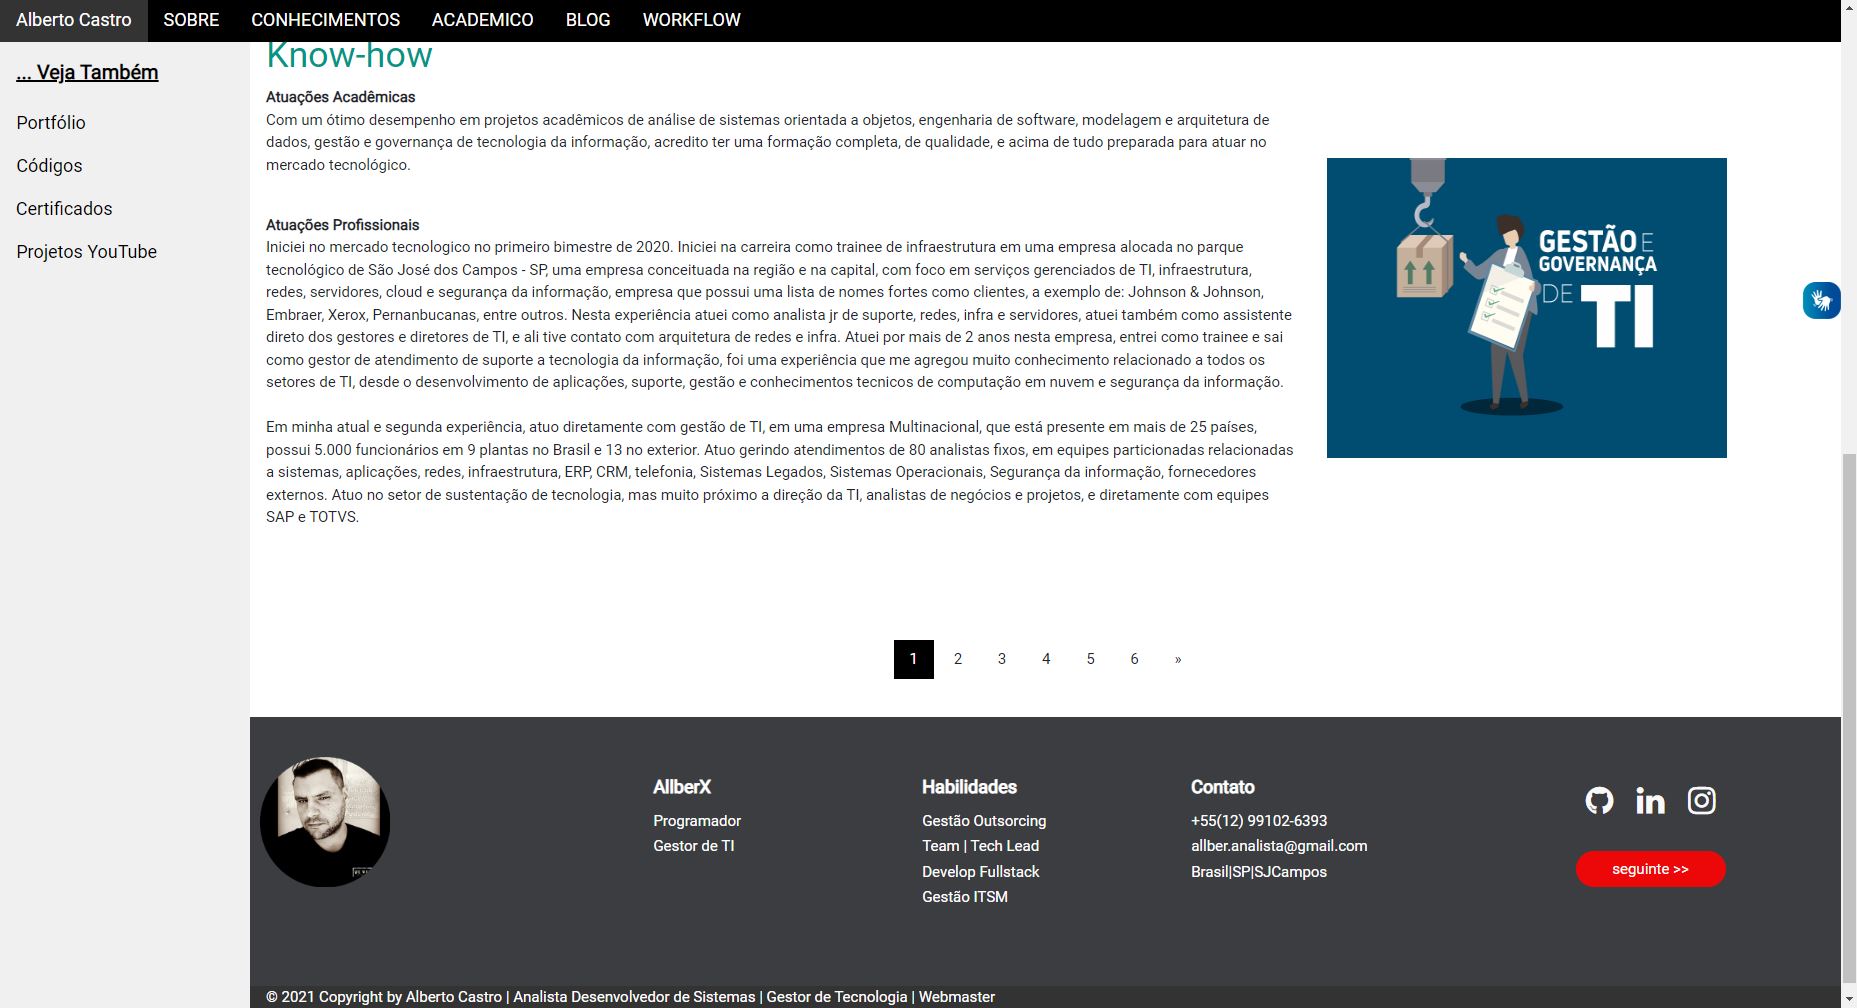 Alberto Castro SOBRE CONHECIMENTOS ACADEMICO BLOG WORKFLOW
... Veja Também
Portfólio
Códigos
Certificados
Projetos YouTube
Know-how
Atuações Acadêmicas
Com um ótimo desempenho em projetos acadêmicos de análise de sistemas orientada a objetos, engenharia de software, modelagem e arquitetura de
dados, gestão e governança de tecnologia da informação, acredito ter uma formação completa, de qualidade, e acima de tudo preparada para atuar no
mercado tecnológico.
Atuações Profissionais
Iniciei no mercado tecnologico no primeiro bimestre de 2020. Iniciei na carreira como trainee de infraestrutura em uma empresa alocada no parque
tecnológico de São José dos Campos - SP, uma empresa conceituada na região e na capital, com foco em serviços gerenciados de TI, infraestrutura,
redes, servidores, cloud e segurança da informação, empresa que possui uma lista de nomes fortes como clientes, a exemplo de: Johnson & Johnson,
Embraer, Xerox, Pernanbucanas, entre outros. Nesta experiência atuei como analista jr de suporte, redes, infra e servidores, atuei também como assistente
direto dos gestores e diretores de TI, e ali tive contato com arquitetura de redes e infra. Atuei por mais de 2 anos nesta empresa, entrei como trainee e sai
como gestor de atendimento de suporte a tecnologia da informação, foi uma experiência que me agregou muito conhecimento relacionado a todos os
setores de TI, desde o desenvolvimento de aplicações, suporte, gestão e conhecimentos tecnicos de computação em nuvem e segurança da informação.
Em minha atual e segunda experiência, atuo diretamente com gestão de TI, em uma empresa Multinacional, que está presente em mais de 25 países,
possui 5.000 funcionários em 9 plantas no Brasil e 13 no exterior. Atuo gerindo atendimentos de 80 analistas fixos, em equipes particionadas relacionadas
a sistemas, aplicações, redes, infraestrutura, ERP, CRM, telefonia, Sistemas Legados, Sistemas Operacionais, Segurança da informação, fornecedores
externos. Atuo no setor de sustentação de tecnologia, mas muito próximo a direção da TI, analistas de negócios e projetos, e diretamente com equipes
SAP e TOTVS.
GESTÃO E
GOVERNANÇA
DE TI
1 2 3 4 5 6 »
AllberX
Programador
Gestor de TI
Habilidades
Gestão Outsorcing
Team | Tech Lead
Develop Fullstack
Gestão ITSM
Contato
+55(12) 99102-6393
allber.analista@gmail.com
Brasil|SP|SJCampos
seguinte >>
© 2021 Copyright by Alberto Castro | Analista Desenvolvedor de Sistemas | Gestor de Tecnologia | Webmaster